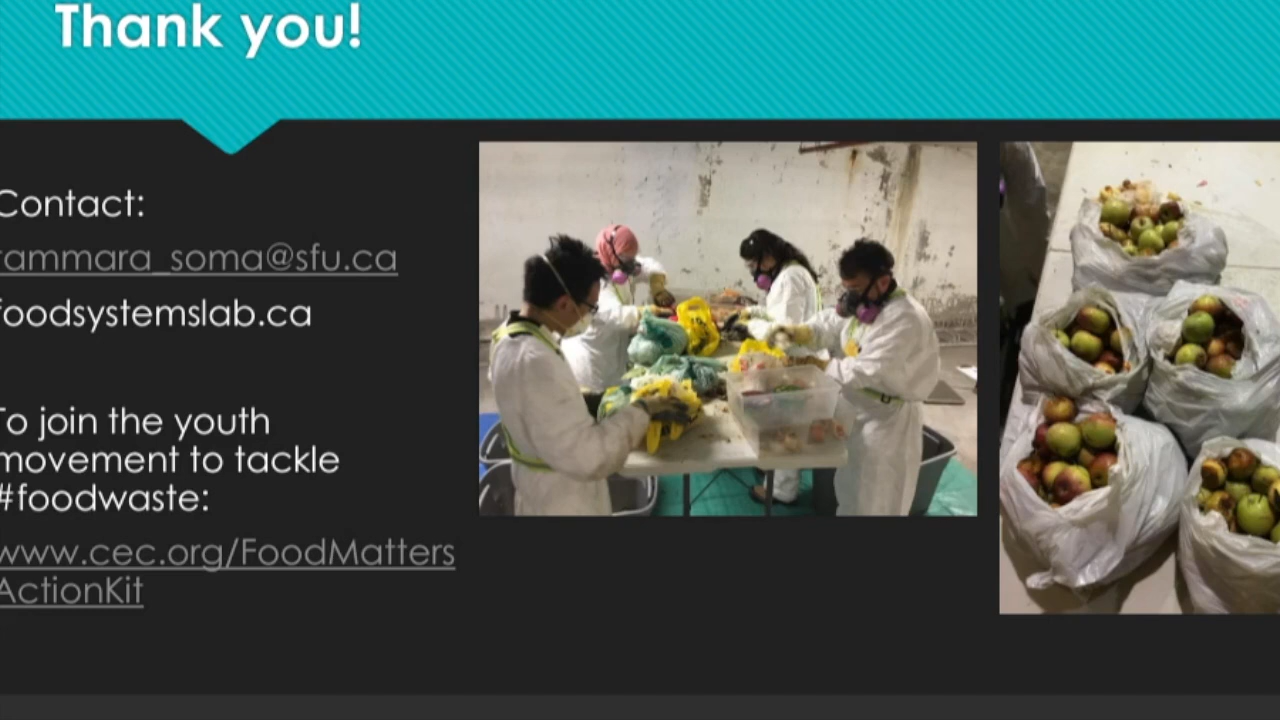 Thank you!
Contact:
tammara_soma@sfu.ca
foodsystemslab.ca
To join the youth
movement to tackle
#foodwaste:
www.cec.org/FoodMatters
ActionKit